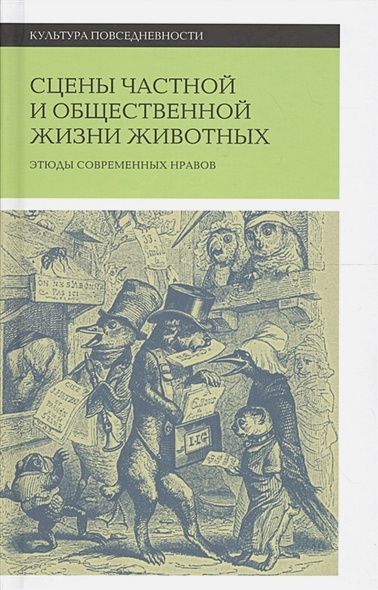 КУЛЬТУРА ПОВСЕДНЕВНОСТИ
СЦЕНЫ ЧАСТНОЙ
И ОБЩЕСТВЕННОЙ
ЖИЗНИ ЖИВОТНЫХ
ЭТЮДЫ СОВРЕМЕННЫХ НРАВОВ